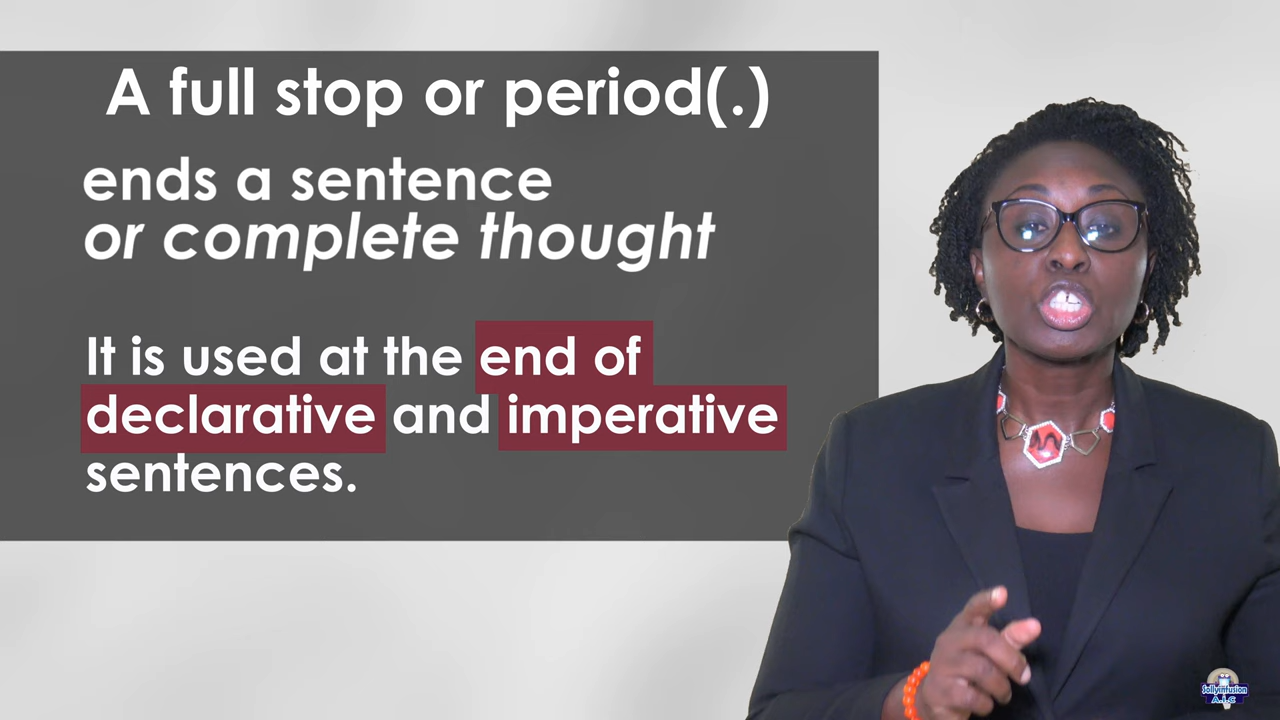 A full stop or period(.)
ends a sentence
or complete thought
It is used at the end of
declarative and imperative
sentences.
Sollyinfusion
A.I.C